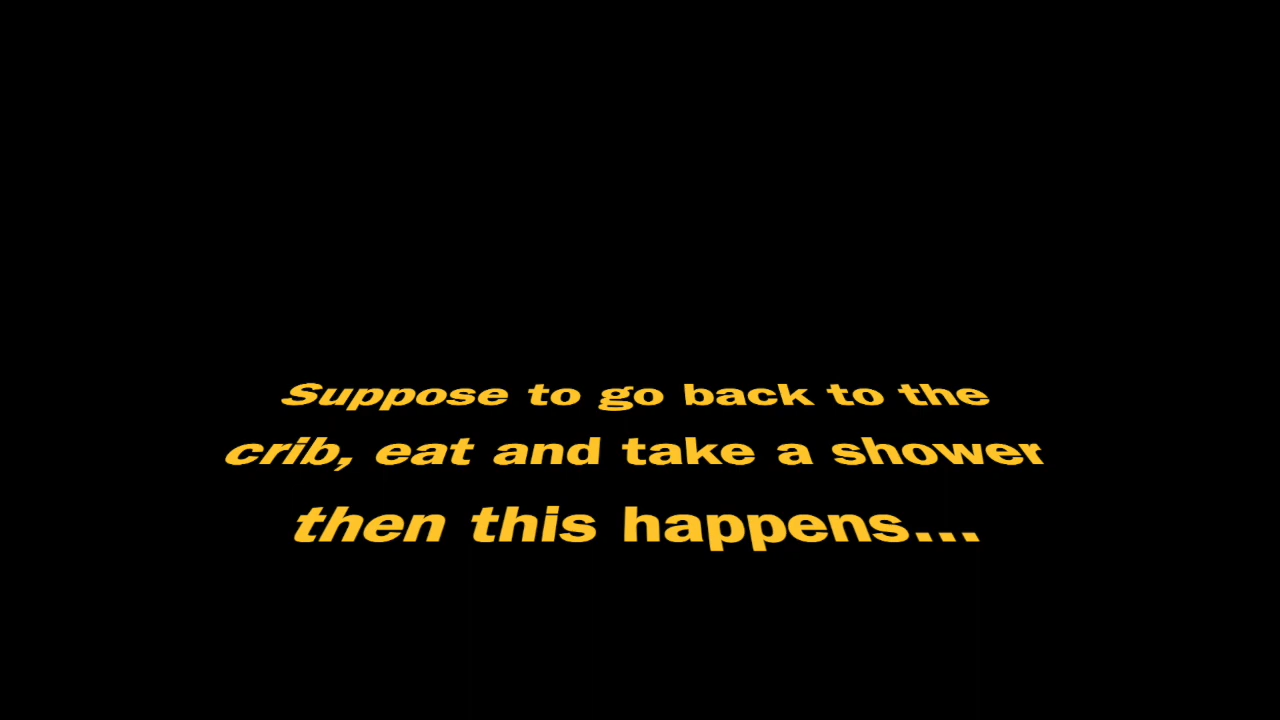 Suppose to go back to the
crib, eat and take a shower
then this happens...